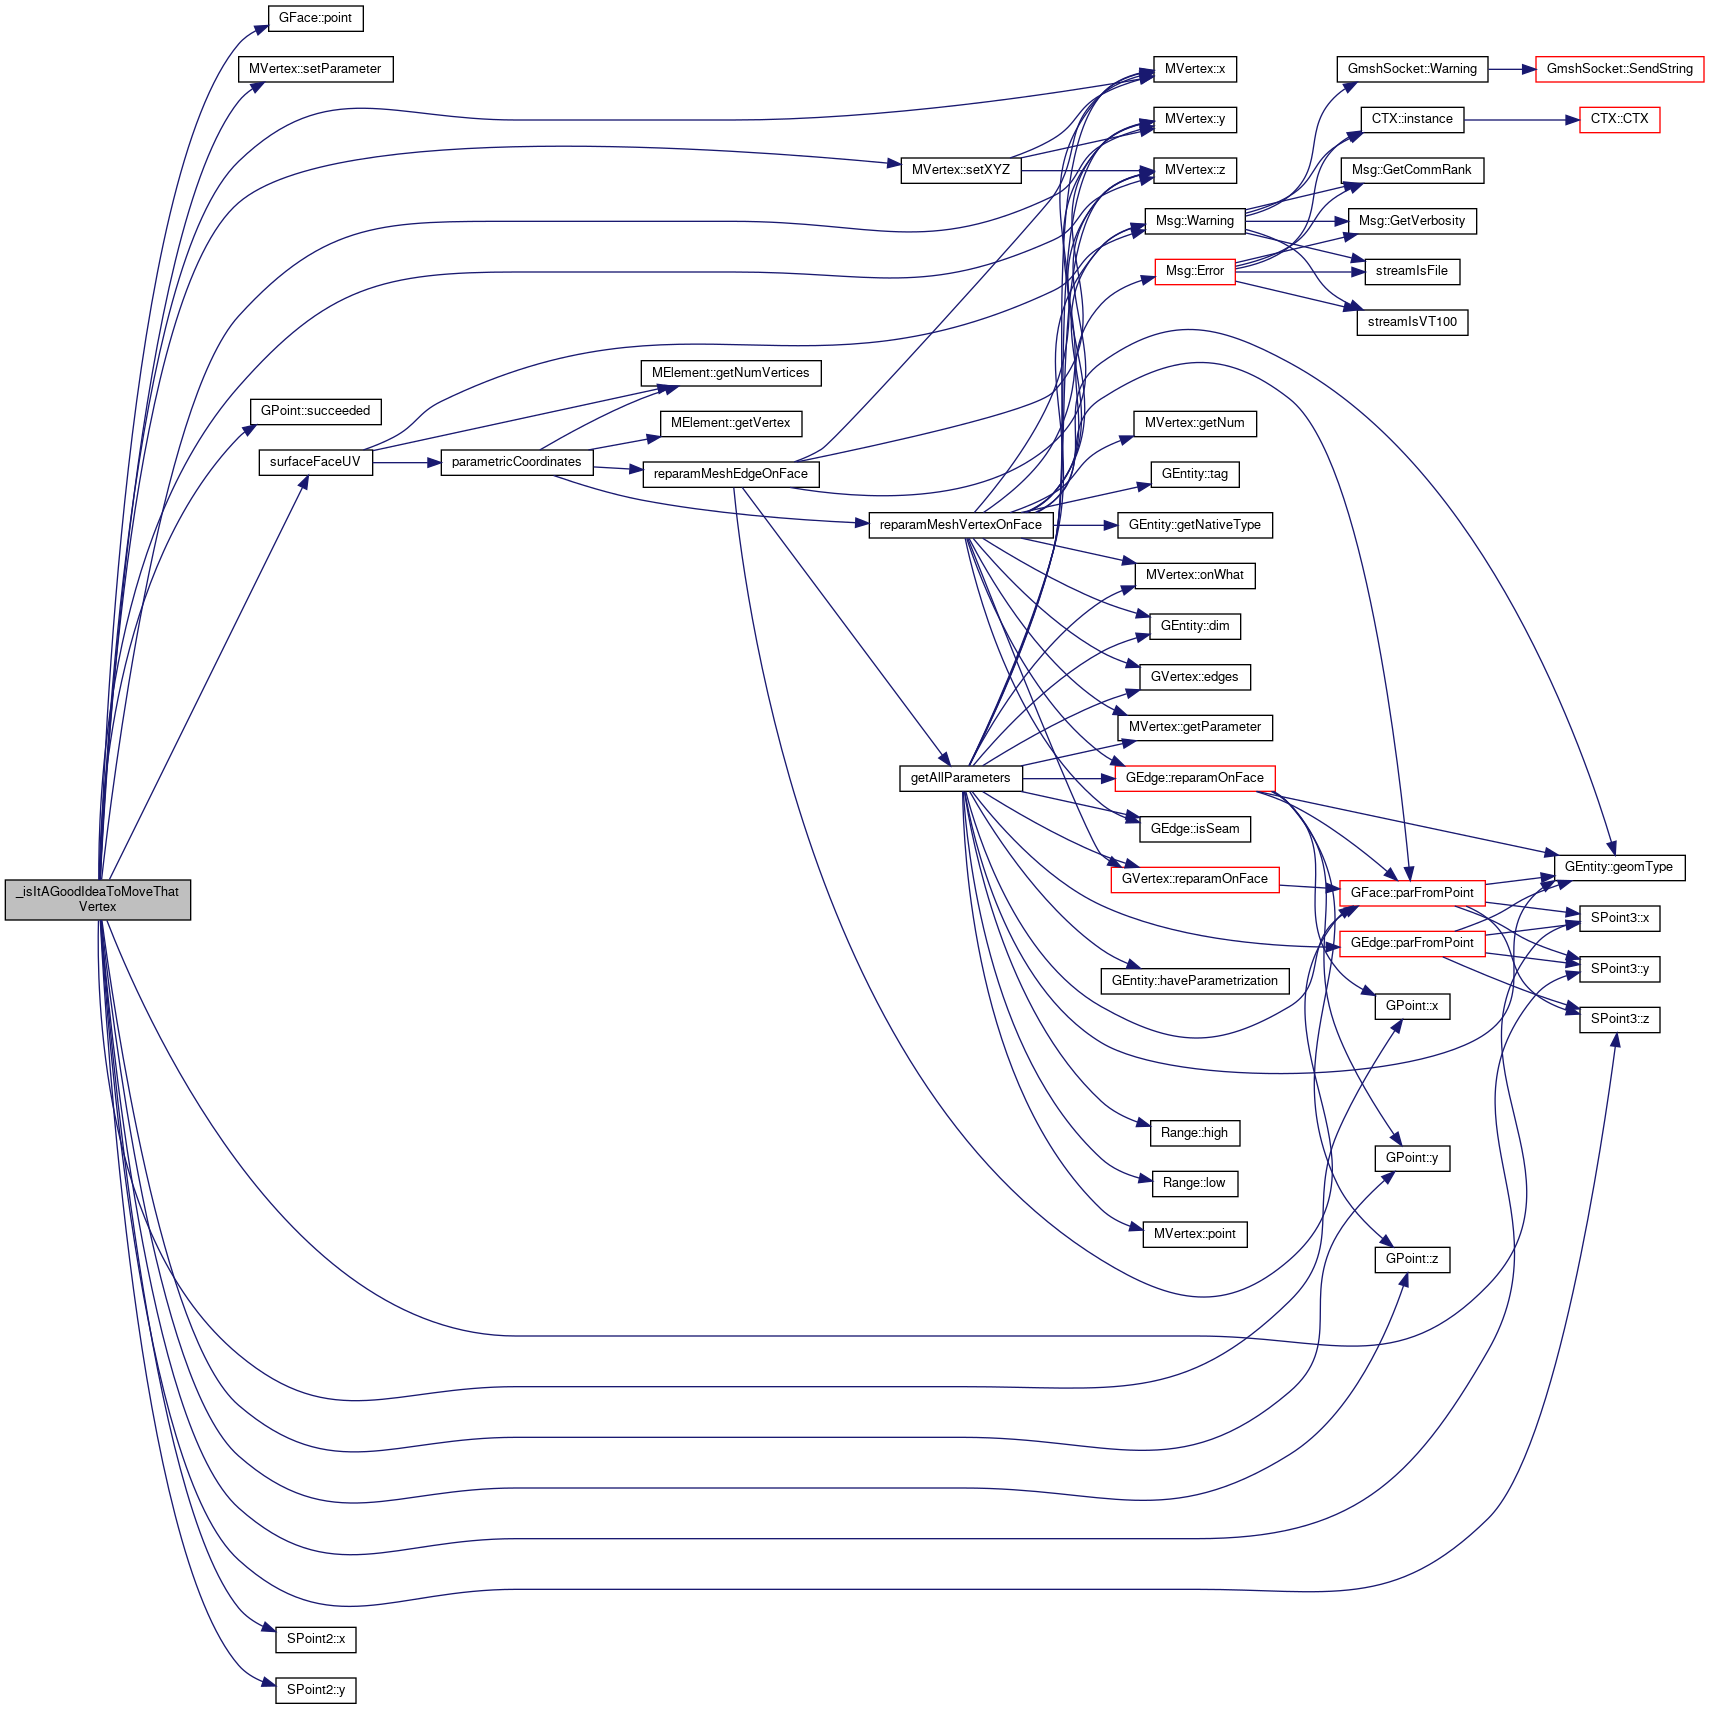 GFace::point
MVertex::setParameter
MVertex::x
GmshSocket::Warning
GmshSocket::SendString
MVertex::y
CTX::instance
CTX::CTX
MVertex::setXYZ
MVertex::z
Msg::GetCommRank
Msg::Warning
Msg::GetVerbosity
Msg::Error
streamIsFile
streamIsVT100
MElement::getNumVertices
GPoint::succeeded
MElement::getVertex
MVertex::getNum
surfaceFaceUV
parametricCoordinates
reparamMeshEdgeOnFace
GEntity::tag
reparamMeshVertexOnFace
GEntity::getNativeType
MVertex::onWhat
GEntity::dim
GVertex::edges
MVertex::getParameter
getAllParameters
GEdge::reparamOnFace
GEdge::isSeam
GEntity::geomType
GVertex::reparamOnFace
GFace::parFromPoint
_isItAGoodIdeaToMoveThat
Vertex
SPoint3::x
GEdge::parFromPoint
SPoint3::y
GEntity::haveParametrization
GPoint::x
SPoint3::z
Range::high
GPoint::y
Range::low
MVertex::point
GPoint::z
SPoint2::x
SPoint2::y